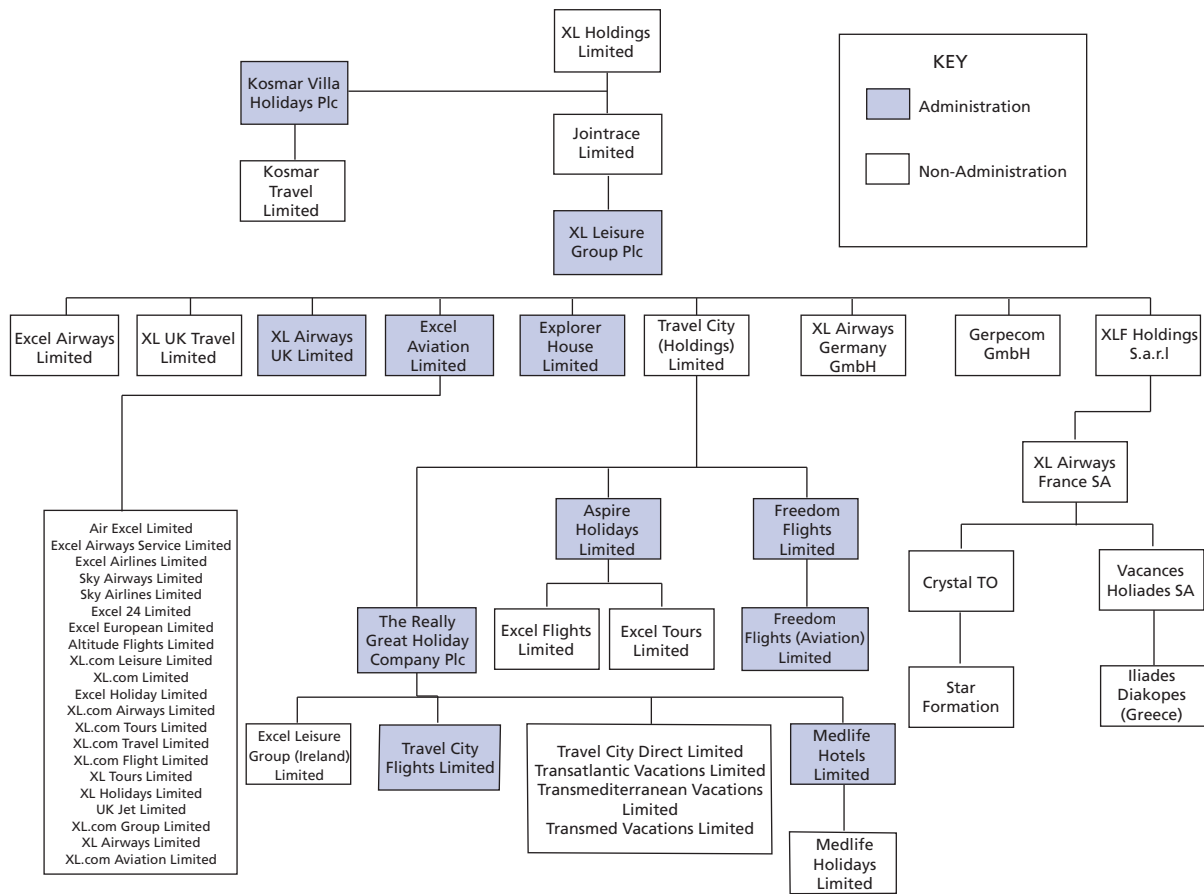 XL Holdings
Limited
KEY
Administration
Non-Administration
Kosmar Villa
Holidays Plc
Jointrace
Limited
Kosmar
Travel
Limited
XL Leisure
Group Plc
Excel Airways
Limited
XL UK Travel
Limited
XL Airways
UK Limited
Excel
Aviation
Limited
Explorer
House
Limited
Travel City
(Holdings)
Limited
XL Airways
Germany
GmbH
Gerpecom
GmbH
XLF Holdings
S.a.r.l
XL Airways
France SA
Air Excel Limited
Excel Airways Service Limited
Excel Airlines Limited
Sky Airways Limited
Sky Airlines Limited
Excel 24 Limited
Excel European Limited
Altitude Flights Limited
XL.com Leisure Limited
XL.com Limited
Excel Holiday Limited
XL.com Airways Limited
XL.com Tours Limited
XL.com Travel Limited
XL.com Flight Limited
XL Tours Limited
XL Holidays Limited
UK Jet Limited
XL.com Group Limited
XL Airways Limited
XL.com Aviation Limited
Aspire
Holidays
Limited
Freedom
Flights
Limited
Crystal TO
Vacances
Holiades SA
The Really
Great Holiday
Company Plc
Excel Flights
Limited
Excel Tours
Limited
Freedom
Flights (Aviation)
Limited
Star
Formation
Iliades
Diakopes
(Greece)
Excel Leisure
Group (Ireland)
Limited
Travel City
Flights Limited
Travel City Direct Limited
Transatlantic Vacations Limited
Transmediterranean Vacations
Limited
Transmed Vacations Limited
Medlife
Hotels
Limited
Medlife
Holidays
Limited